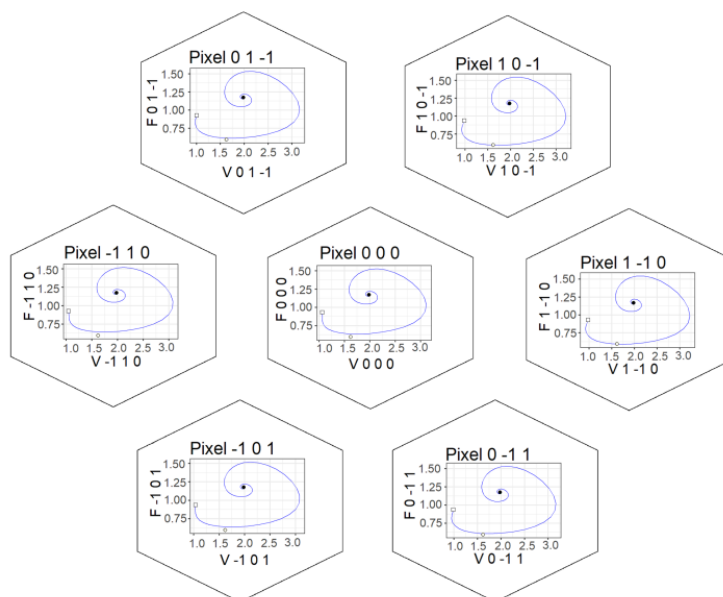 Pixel 0 1 -1
1.50
1.25
1.00
0.75
F 0 1 -1
1.0 1.5 2.0 2.5 3.0
V 0 1 -1
Pixel 1 0 -1
1.50
1.25
1.00
0.75
F 1 0 -1
1.0 1.5 2.0 2.5 3.0
V 1 0 -1
Pixel -1 1 0
1.50
1.25
1.00
0.75
F -1 1 0
1.0 1.5 2.0 2.5 3.0
V -1 1 0
Pixel 0 0 0
1.50
1.25
1.00
0.75
F 0 0 0
1.0 1.5 2.0 2.5 3.0
V 0 0 0
Pixel 1 -1 0
1.50
1.25
1.00
0.75
F 1 -1 0
1.0 1.5 2.0 2.5 3.0
V 1 -1 0
Pixel -1 0 1
1.50
1.25
1.00
0.75
F -1 0 1
1.0 1.5 2.0 2.5 3.0
V -1 0 1
Pixel 0 -1 1
1.50
1.25
1.00
0.75
F 0 -1 1
1.0 1.5 2.0 2.5 3.0
V 0 -1 1